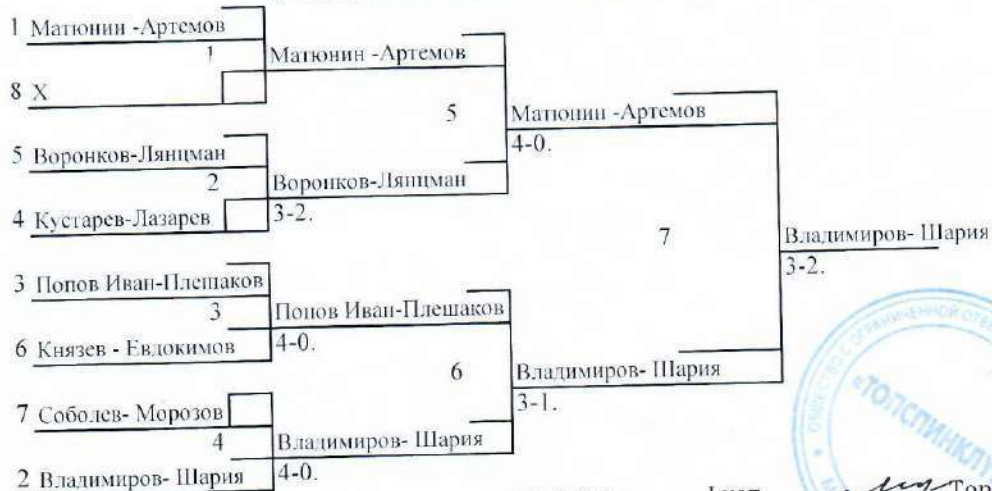 1 Матюнин -Артемов
1
8 Х
Матюнин -Артемов
5 Воронков-Лянцман
2
4 Кустарев-Лазарев
Воронков-Лянцман
3-2.
5
Матюнин -Артемов
4-0.
3 Попов Иван-Плешаков
3
6 Князев - Евдокимов
Попов Иван-Плешаков
4-0.
7 Соболев- Морозов
4
2 Владимиров- Шария
Владимиров- Шария
4-0.
6
Владимиров- Шария
3-1.
7
Владимиров- Шария
3-2.
«ТОПСПИНКЛУ